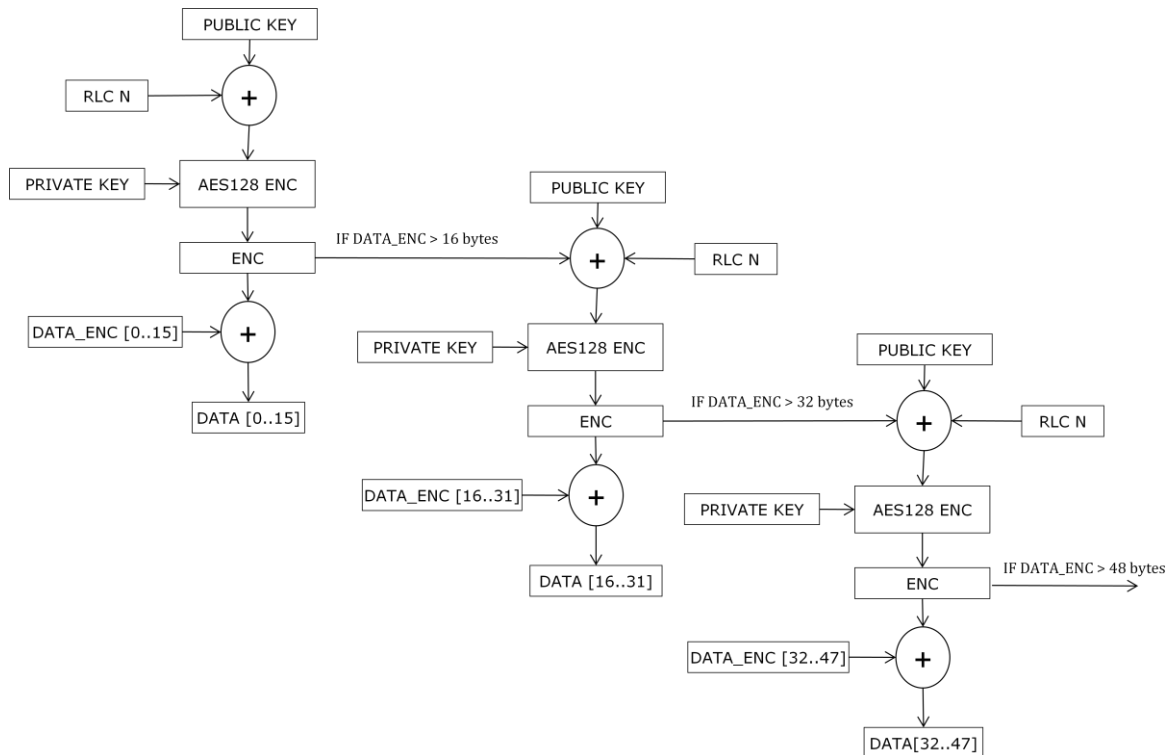 PUBLIC KEY
+
RLC N
PRIVATE KEY
AES128 ENC
ENC
IF DATA_ENC > 16 bytes
DATA_ENC [0..15]
+
DATA [0..15]
PUBLIC KEY
+
RLC N
PRIVATE KEY
AES128 ENC
ENC
IF DATA_ENC > 32 bytes
DATA_ENC [16..31]
+
DATA [16..31]
PUBLIC KEY
+
RLC N
PRIVATE KEY
AES128 ENC
ENC
IF DATA_ENC > 48 bytes
DATA_ENC [32..47]
+
DATA[32..47]